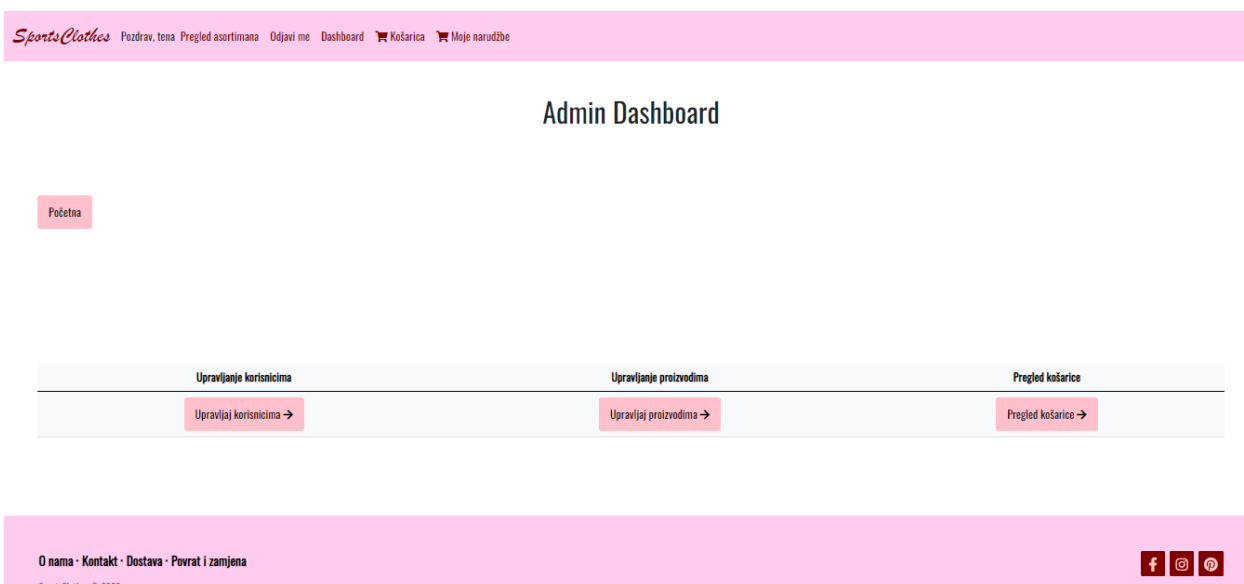 SportsClothes Pozdrav, tena Pregled asortimana Odjavi me Dashboard Košarica Moje narudžbe
Admin Dashboard
Početna
Upravljanje korisnicima Upravljanje proizvodima Pregled košarice
Upravljaj korisnicima → Upravljaj proizvodima → Pregled košarice →
O nama · Kontakt · Dostava · Povrat i zamjena